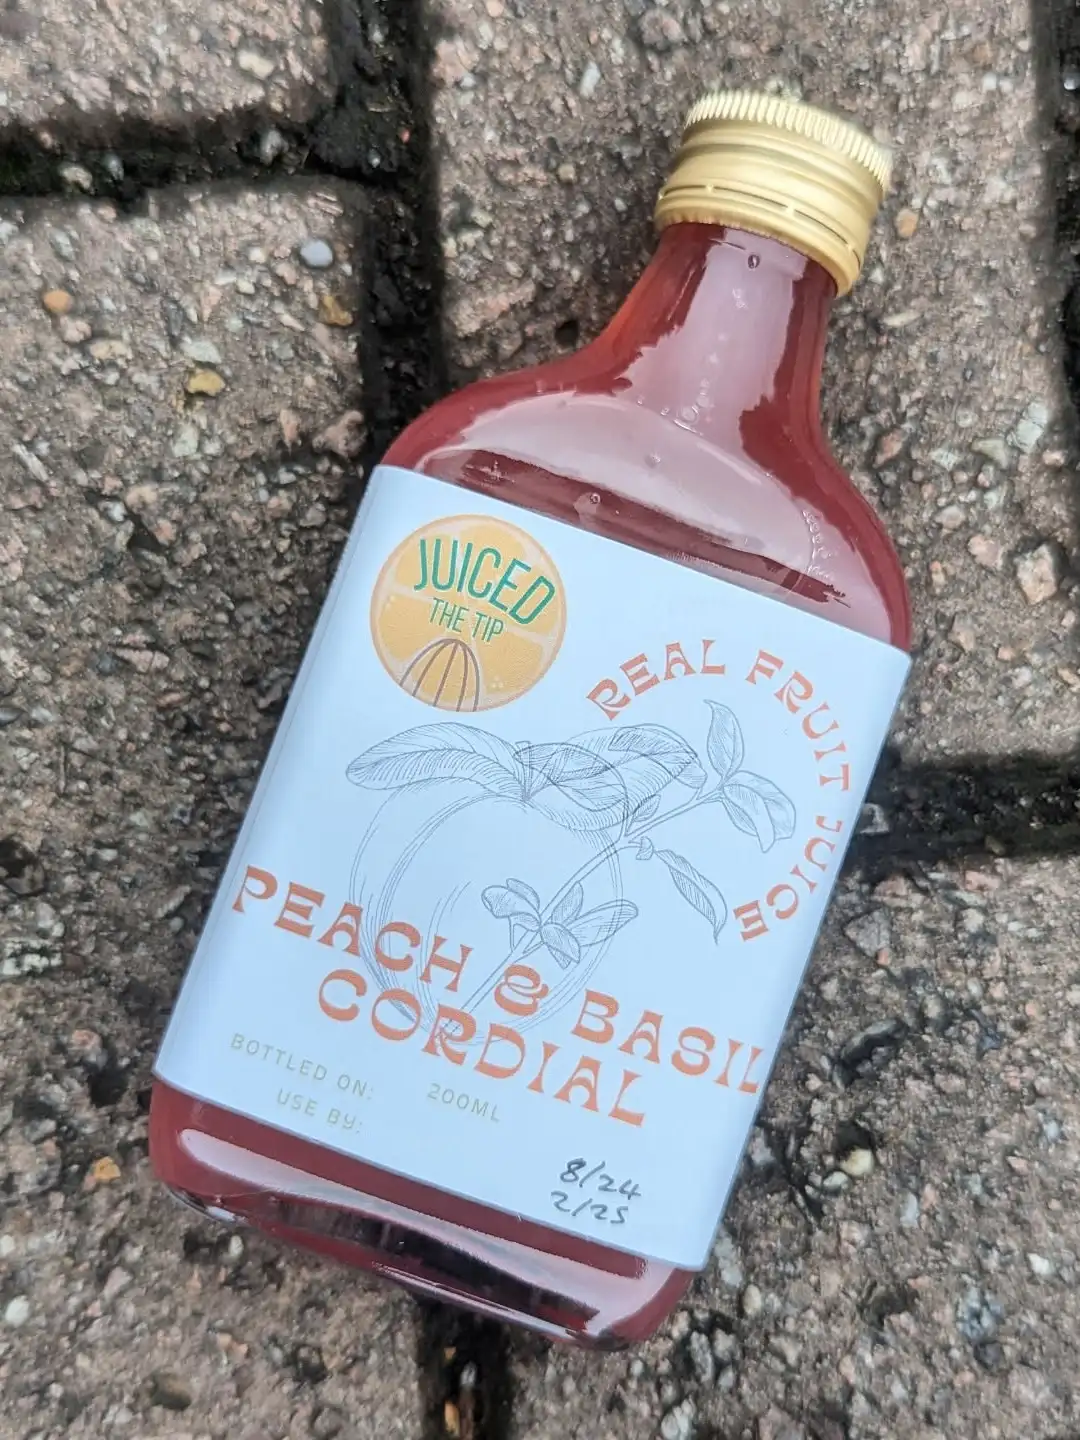 JUICED
THE TIP
REAL FRUIT JUICE
PEACH & BASIL
CORDIAL
BOTTLED ON:
200ML
USE BY:
8/24
2/25